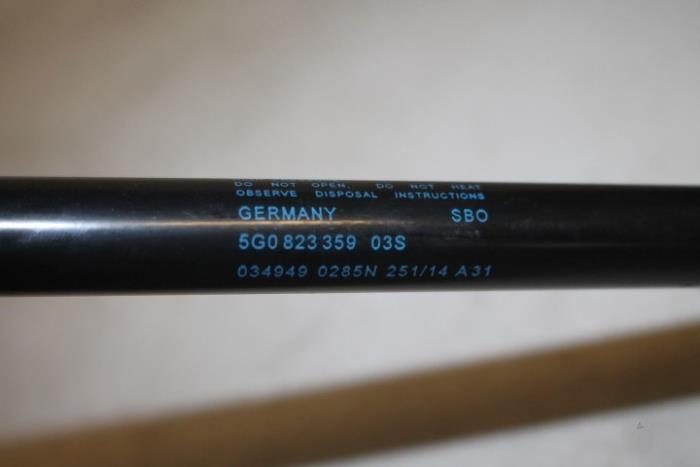 DO NOT OPEN. DO NOT HEAT
OBSERVE DISPOSAL INSTRUCTIONS
GERMANY SBO
5G0 823 359 03S
034949 0285N 251/14 A31